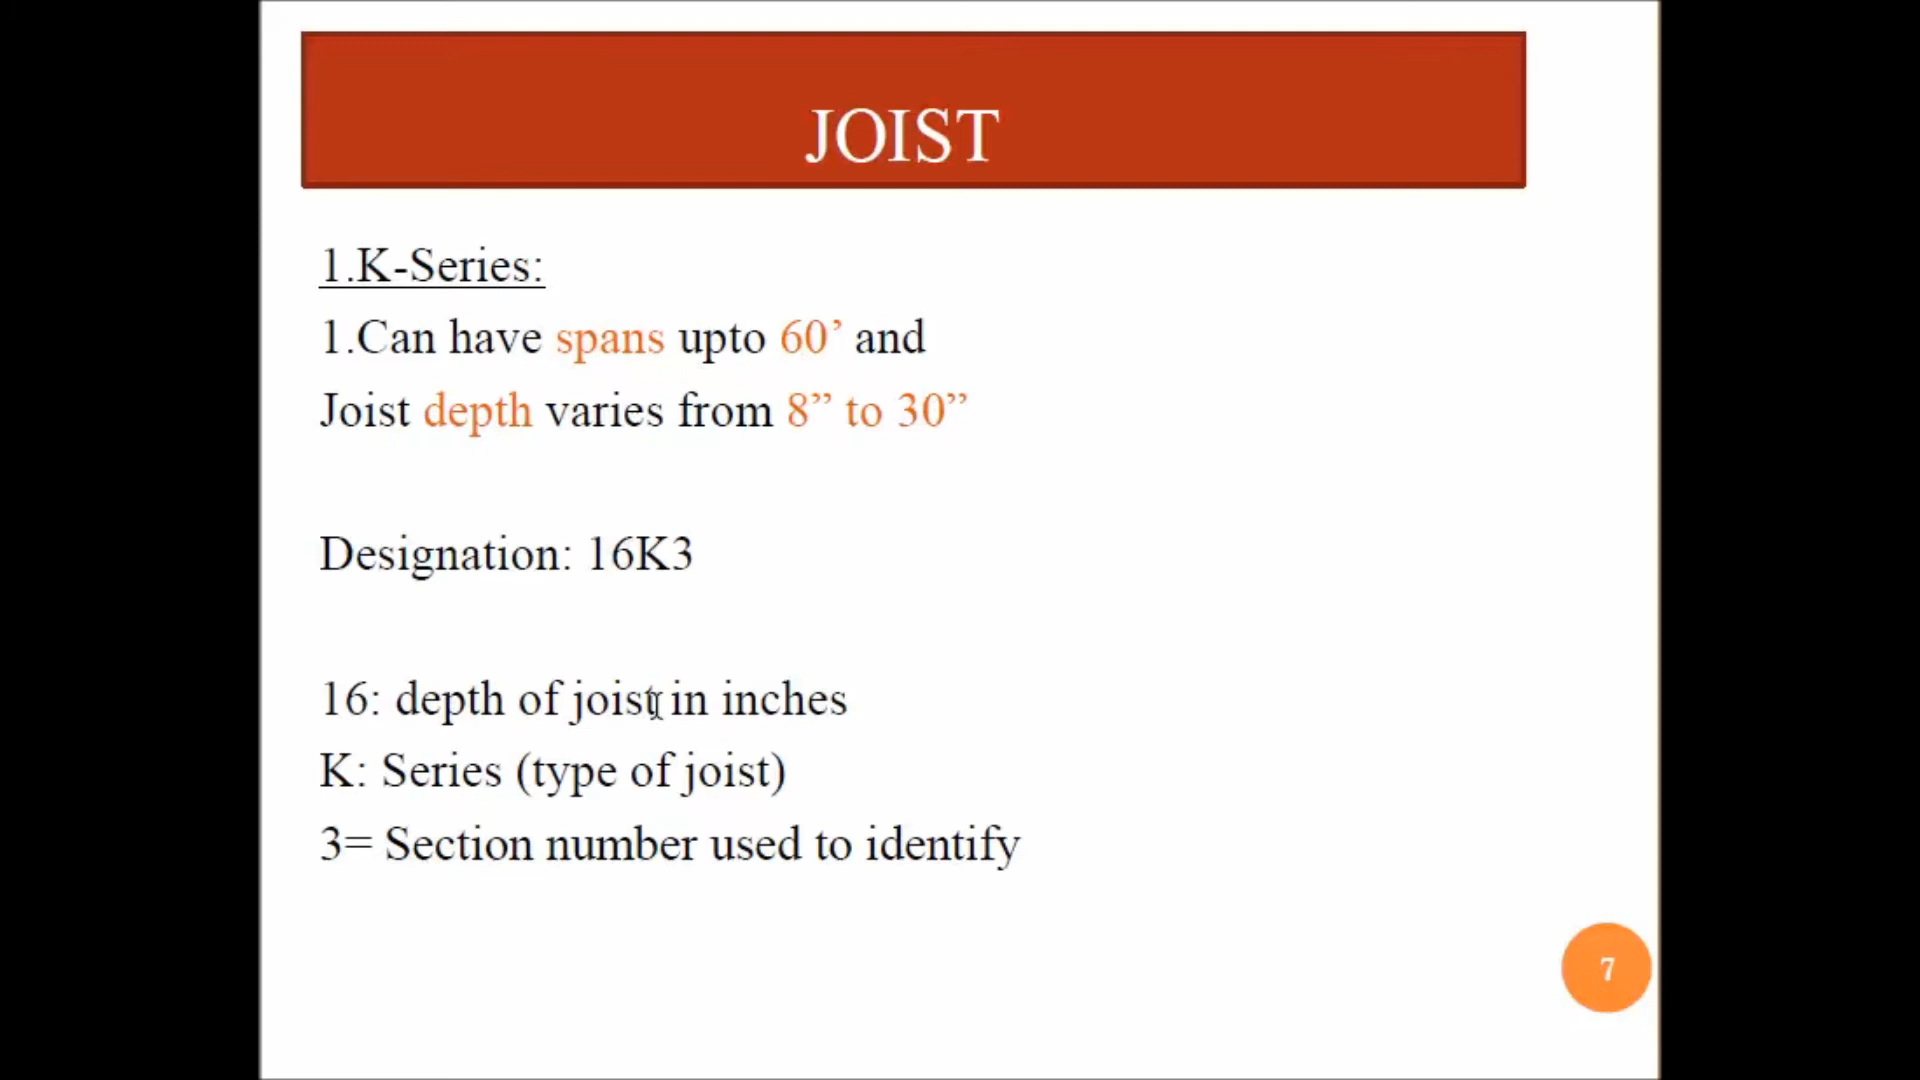 JOIST
1.K-Series:
1.Can have spans upto 60’ and
Joist depth varies from 8” to 30”
Designation: 16K3
16: depth of joist in inches
K: Series (type of joist)
3= Section number used to identify
7